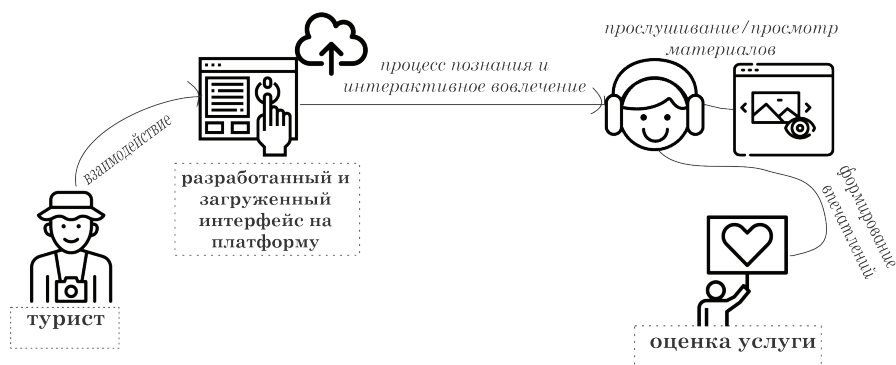 прослушивание/просмотр
материалов
процесс познания и
интерактивное вовлечение
взаимодействие
разработанный и
загруженный
интерфейс на
платформу
формирование
впечатлений
турист
оценка услуги